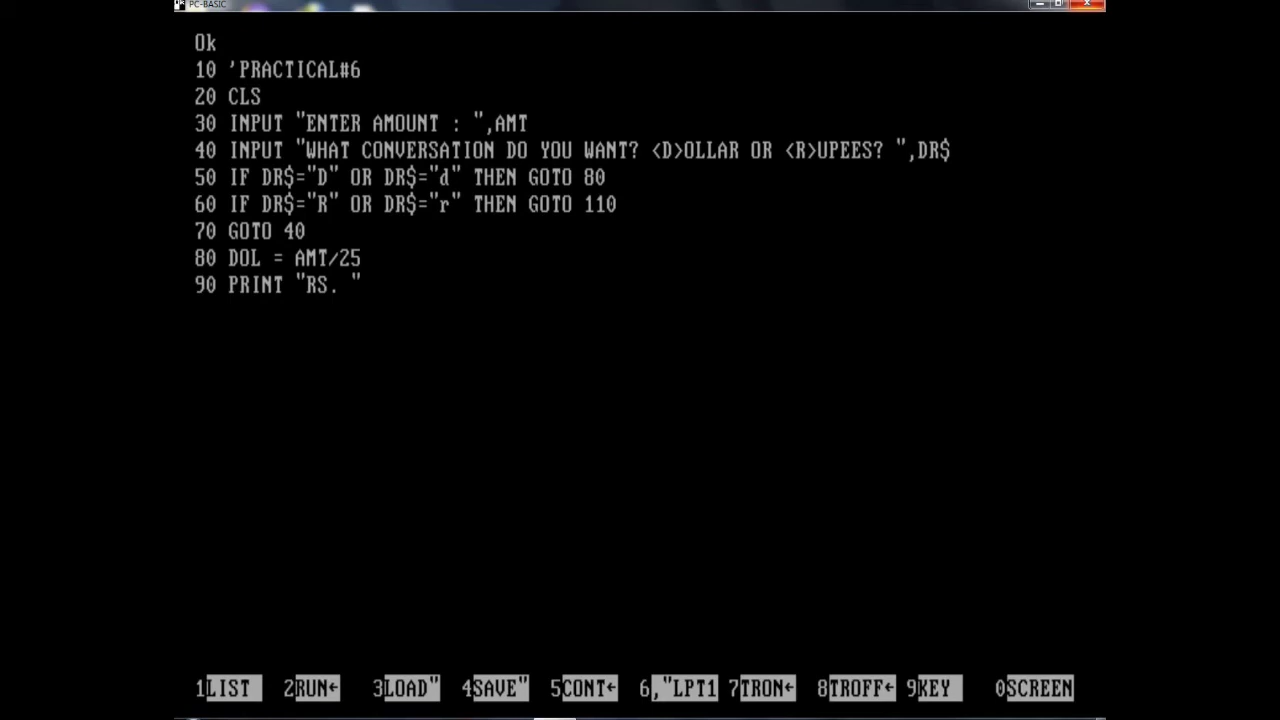 PC-BASIC
Ok
10 'PRACTICAL#6
20 CLS
30 INPUT "ENTER AMOUNT : ",AMT
40 INPUT "WHAT CONVERSATION DO YOU WANT? <D>OLLAR OR <R>UPEES? ",DR$
50 IF DR$="D" OR DR$="d" THEN GOTO 80
60 IF DR$="R" OR DR$="r" THEN GOTO 110
70 GOTO 40
80 DOL = AMT/25
90 PRINT "RS. "
1LIST 2RUN← 3LOAD" 4SAVE" 5CONT← 6,"LPT1 7TRON← 8TROFF← 9KEY 0SCREEN